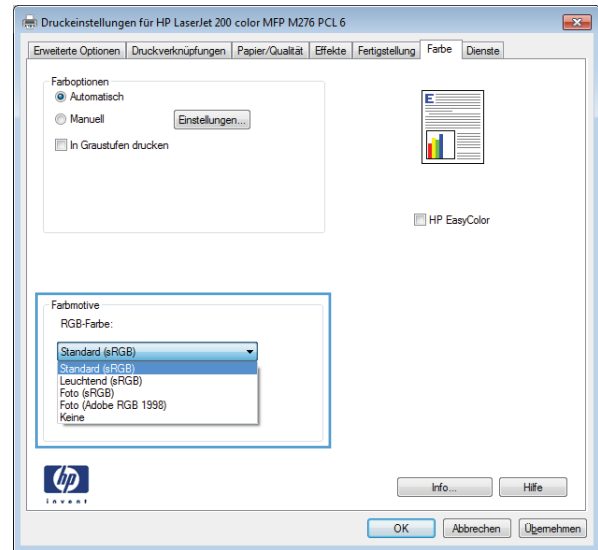 Druckeinstellungen für HP LaserJet 200 color MFP M276 PCL 6
Erweiterte Optionen Druckverknüpfungen Papier/Qualität Effekte Fertigstellung Farbe Dienste
Farboptionen
Automatisch
Manuell Einstellungen...
In Graustufen drucken
E
HP EasyColor
Farbmotive
RGB-Farbe:
Standard (sRGB)
Standard (sRGB)
Leuchtend (sRGB)
Foto (sRGB)
Foto (Adobe RGB 1998)
Keine
hp
invent
Info... Hilfe
OK Abbrechen Übernehmen